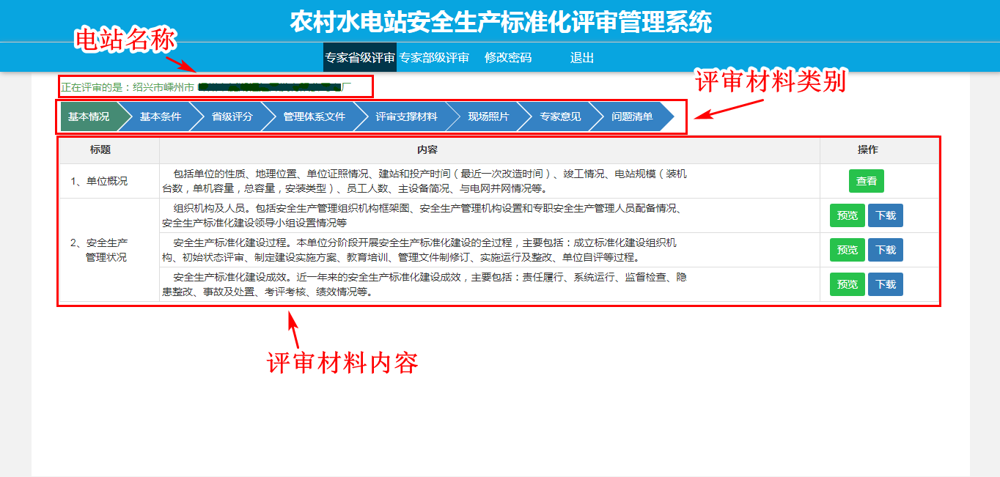 农村水电站安全生产标准化评审管理系统
电站名称
专家省级评审 专家部级评审 修改密码 退出
评审材料类别
正在评审的是：绍兴市嵊州市 厂
基本情况 基本条件 省级评分 管理体系文件 评审支撑材料 现场照片 专家意见 问题清单
标题 内容 操作
1、单位概况
包括单位的性质、地理位置、单位证照情况、建站和投产时间（最近一次改造时间）、竣工情况、电站规模（装机
台数，单机容量，总容量，安装类型）、员工人数、主设备简况、与电网并网情况等。
查看
组织机构及人员。包括安全生产管理组织机构框架图、安全生产管理机构设置和专职安全生产管理人员配备情况、
安全生产标准化建设领导小组设置情况等
预览 下载
2、安全生产
管理状况
安全生产标准化建设过程。本单位分阶段开展安全生产标准化建设的全过程，主要包括：成立标准化建设组织机
构、初始状态评审、制定建设实施方案、教育培训、管理文件制修订、实施运行及整改、单位自评等过程。
预览 下载
安全生产标准化建设成效。近一年来的安全生产标准化建设成效，主要包括：责任履行、系统运行、监督检查、隐
患整改、事故及处置、考评考核、绩效情况等。
预览 下载
评审材料内容